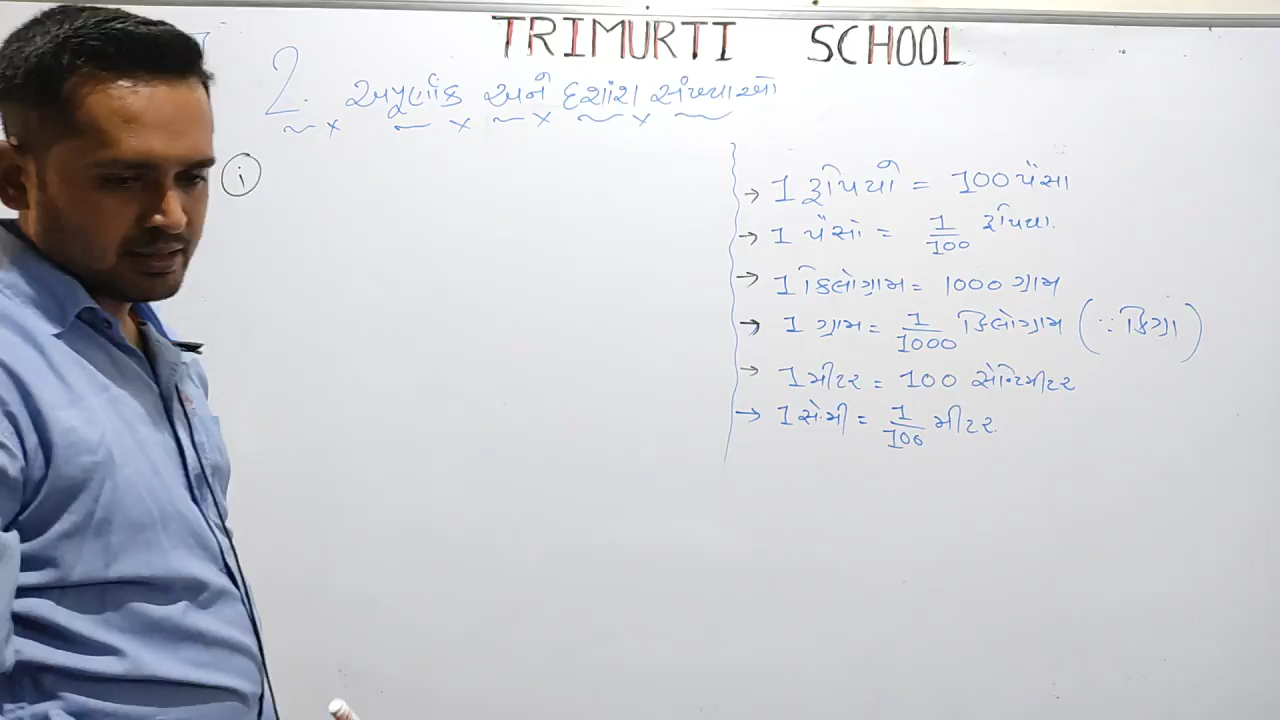 TRIMURTI SCHOOL
2. અપૂર્ણાંક અને દશાંશ સંખ્યાઓ
i
→ 1 રૂપિયો = 100 પૈસા
→ 1 પૈસો = 1/100 રૂપિયા.
→ 1 કિલોગ્રામ = 1000 ગ્રામ
→ 1 ગ્રામ = 1/1000 કિલોગ્રામ (∵ કિગ્રા)
→ 1 મીટર = 100 સેન્ટિમીટર
→ 1 સે.મી = 1/100 મીટર.